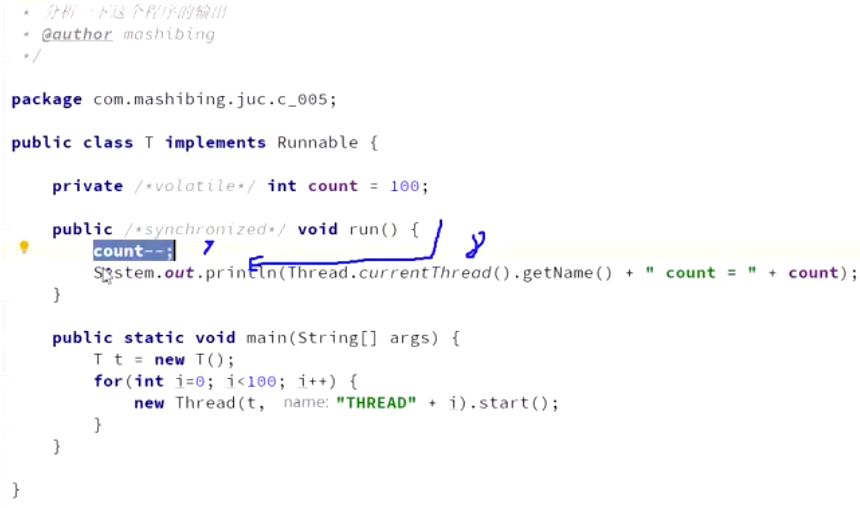 * 分析一下这个程序的输出
* @author mashibing
*/
package com.mashibing.juc.c_005;
public class T implements Runnable {
private /*volatile*/ int count = 100;
public /*synchronized*/ void run() {
count--;
System.out.println(Thread.currentThread().getName() + " count = " + count);
}
public static void main(String[] args) {
T t = new T();
for(int i=0; i<100; i++) {
new Thread(t, name: "THREAD" + i).start();
}
}
}